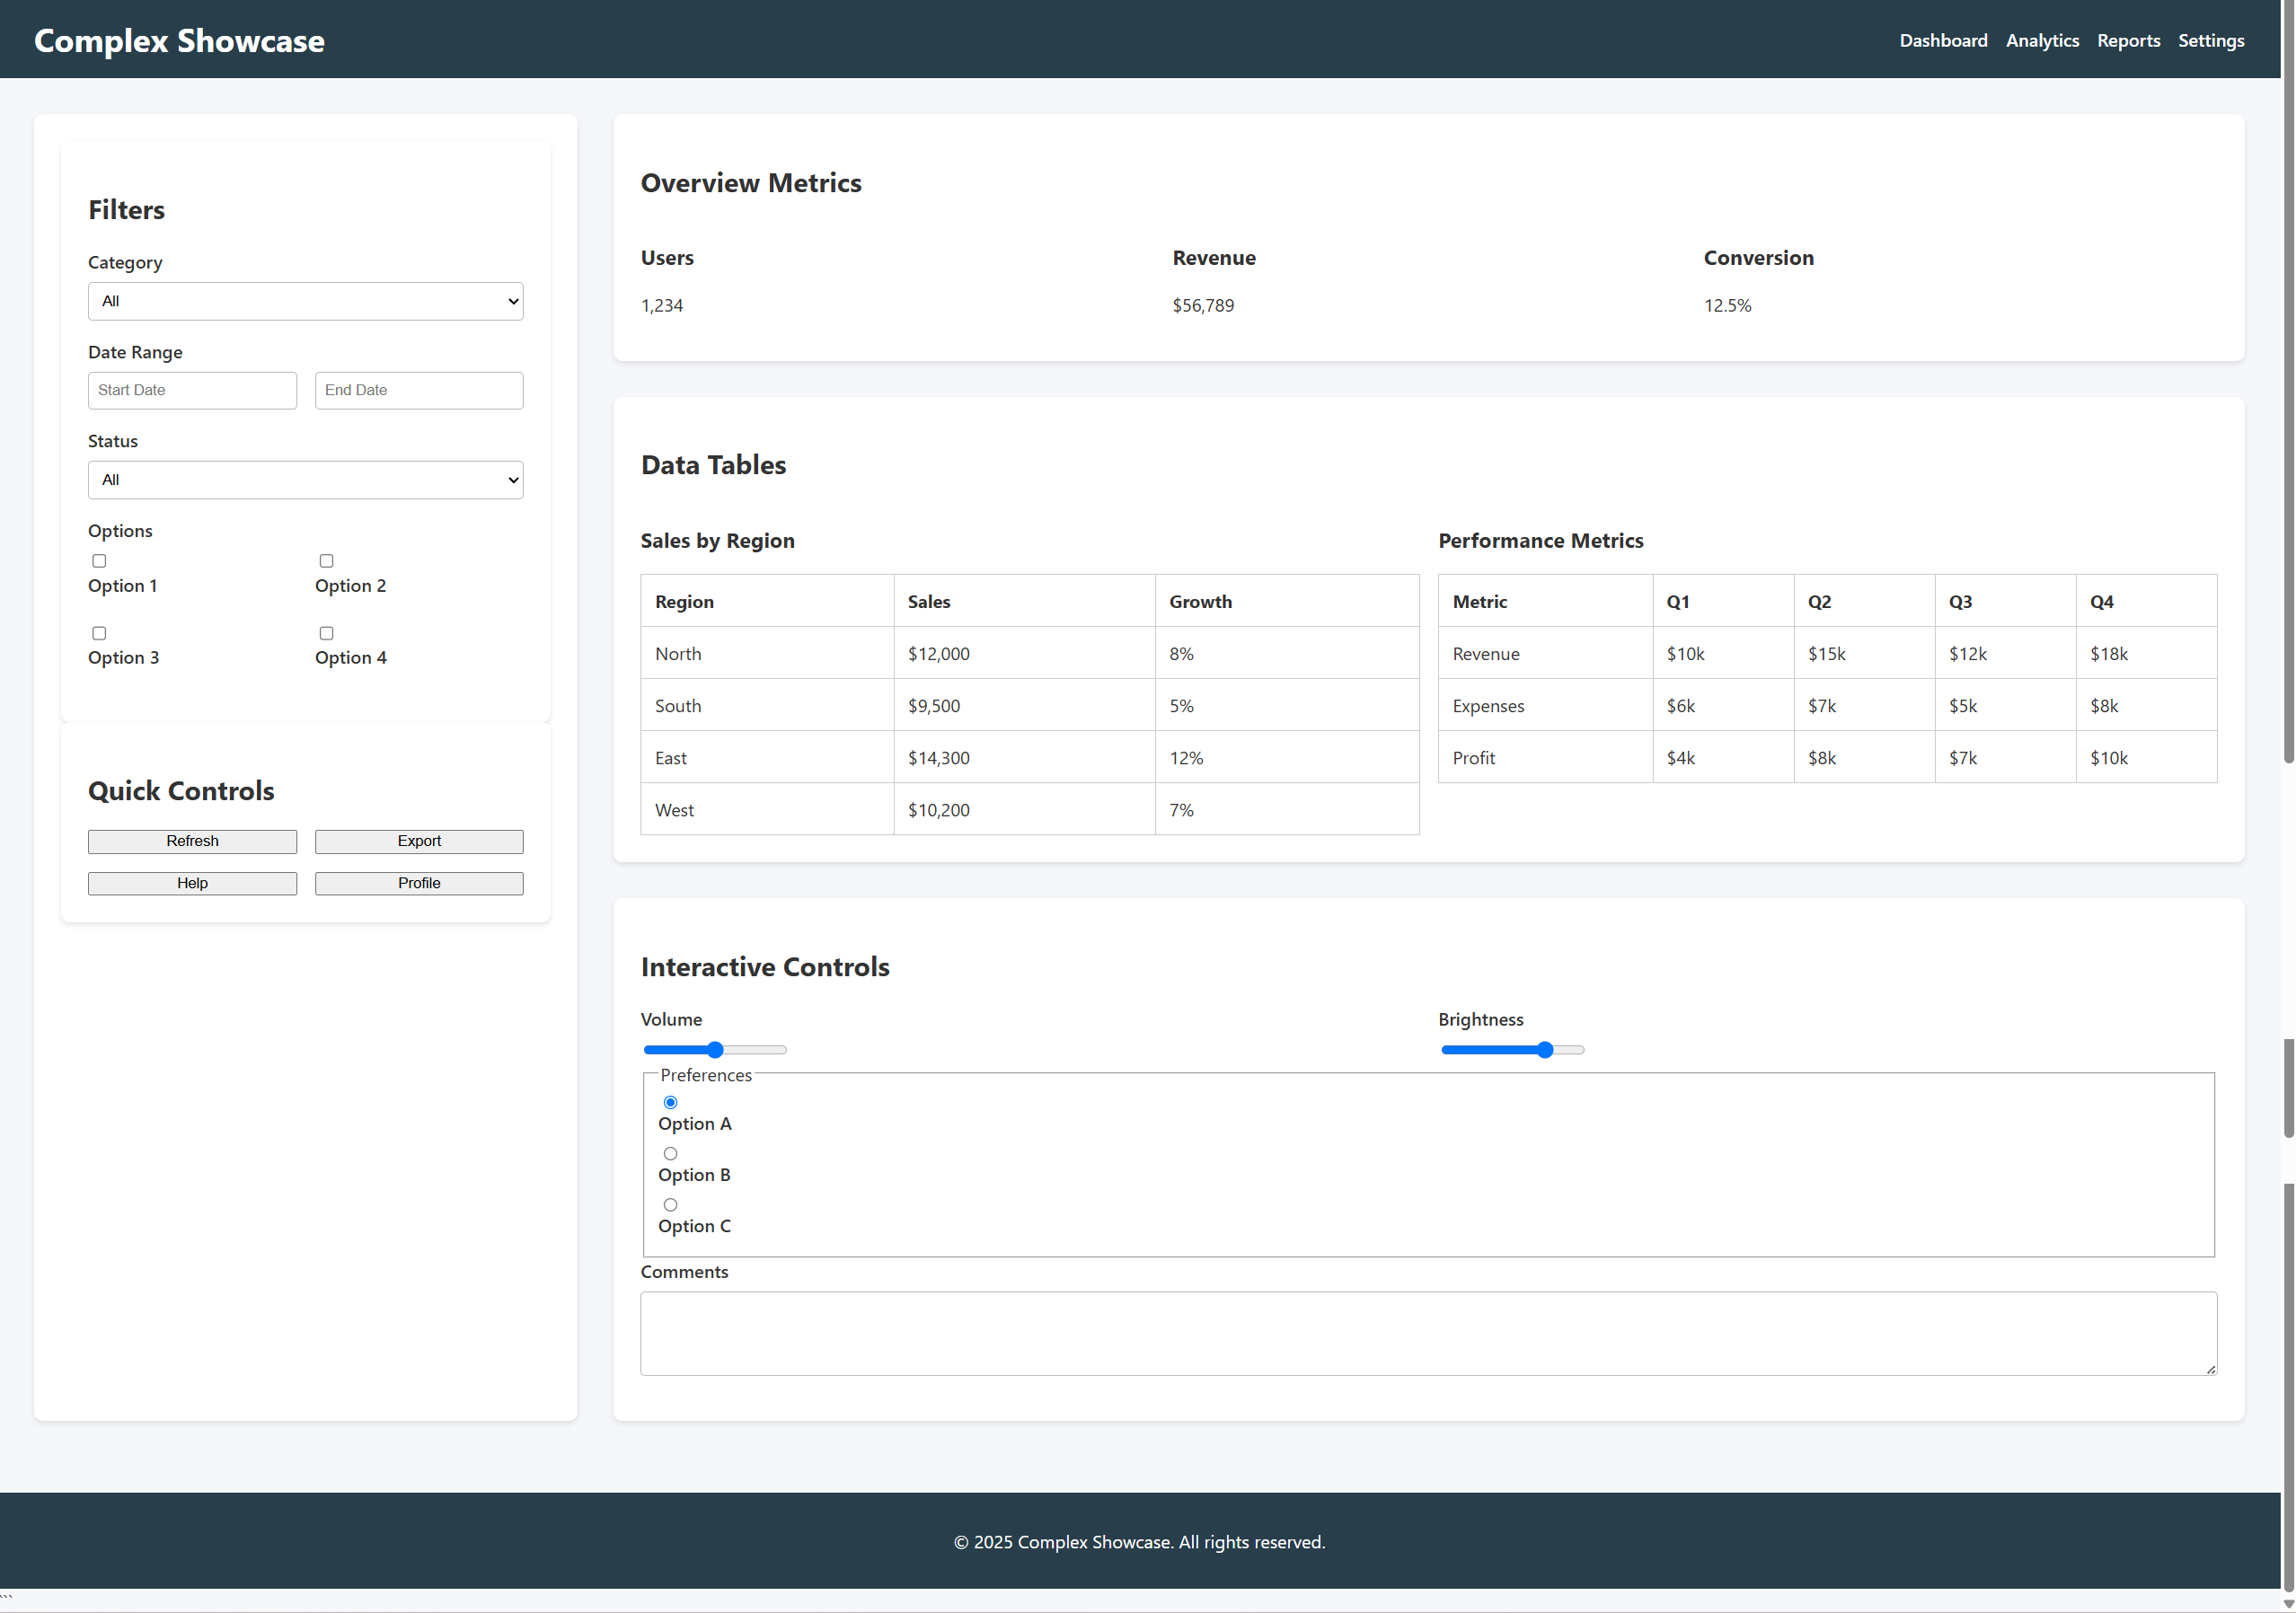 Complex Showcase
Dashboard Analytics Reports Settings
Filters
Category
All
Date Range
Start Date End Date
Status
All
Options
Option 1 Option 2
Option 3 Option 4
Quick Controls
Refresh Export
Help Profile
Overview Metrics
Users Revenue Conversion
1,234 $56,789 12.5%
Data Tables
Sales by Region
Region Sales Growth
North $12,000 8%
South $9,500 5%
East $14,300 12%
West $10,200 7%
Performance Metrics
Metric Q1 Q2 Q3 Q4
Revenue $10k $15k $12k $18k
Expenses $6k $7k $5k $8k
Profit $4k $8k $7k $10k
Interactive Controls
Volume Brightness
Preferences
Option A
Option B
Option C
Comments
© 2025 Complex Showcase. All rights reserved.
```